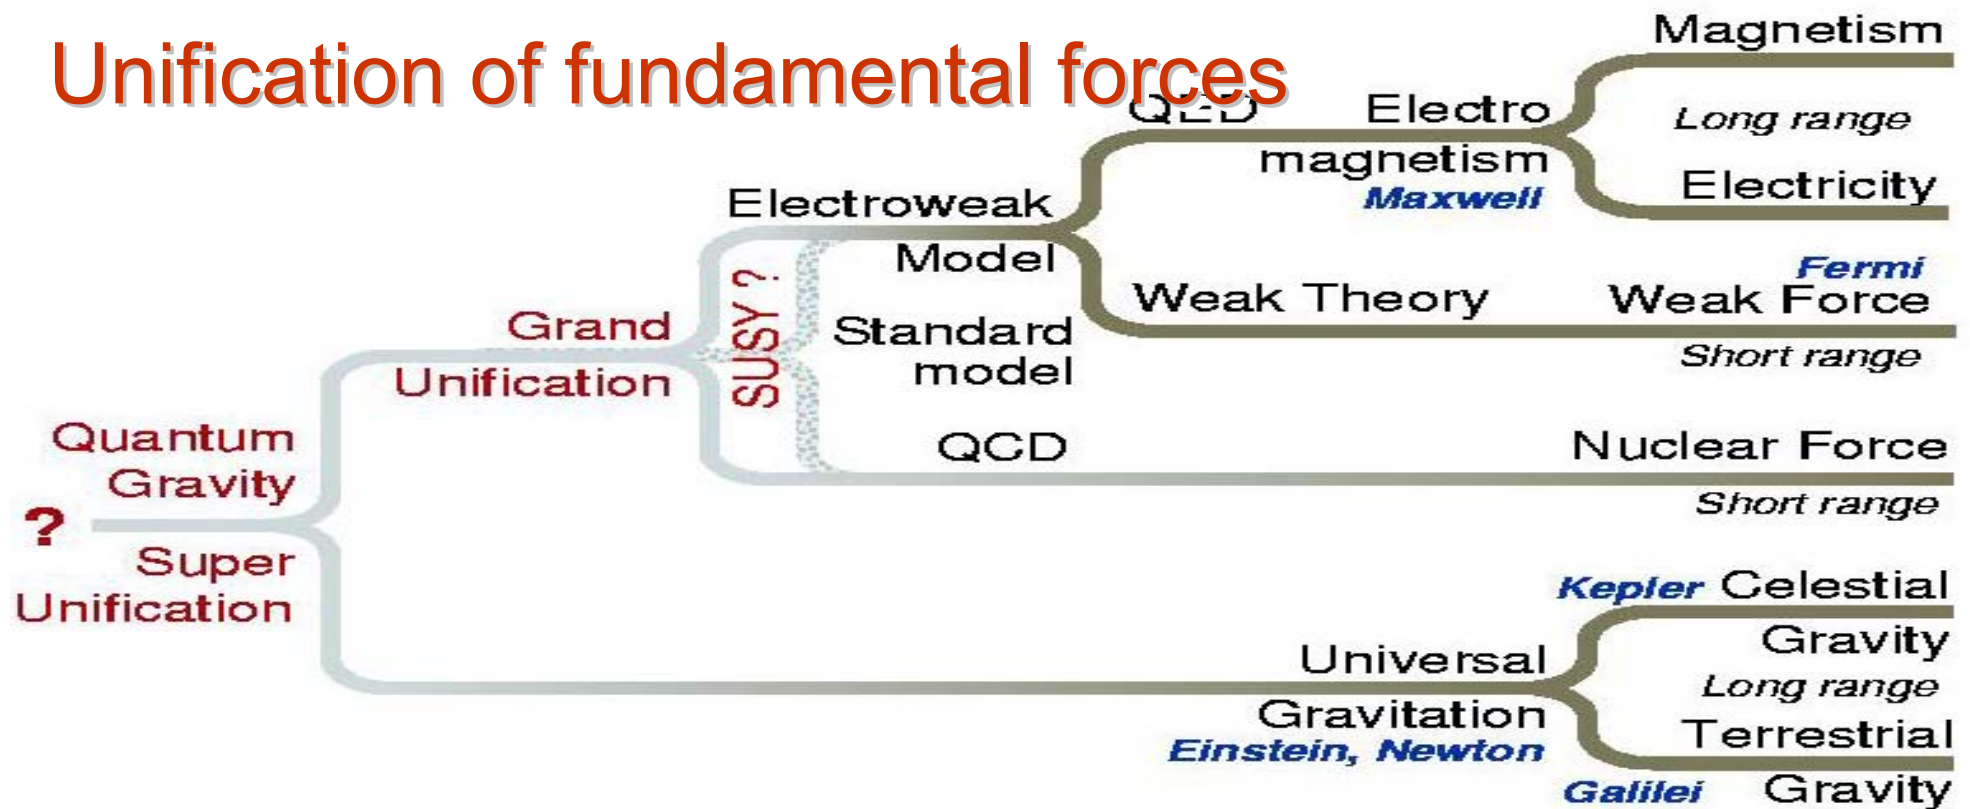 Unification of fundamental forces
Magnetism
Long range
Electricity
QED
Electro
magnetism
Maxwell
Electroweak
Model
Fermi
Weak Theory
Weak Force
Short range
Grand
Unification
SUSY ?
Standard
model
QCD
Nuclear Force
Short range
Quantum
Gravity
?
Super
Unification
Kepler Celestial
Gravity
Long range
Universal
Gravitation
Einstein, Newton
Terrestrial
Galilei Gravity